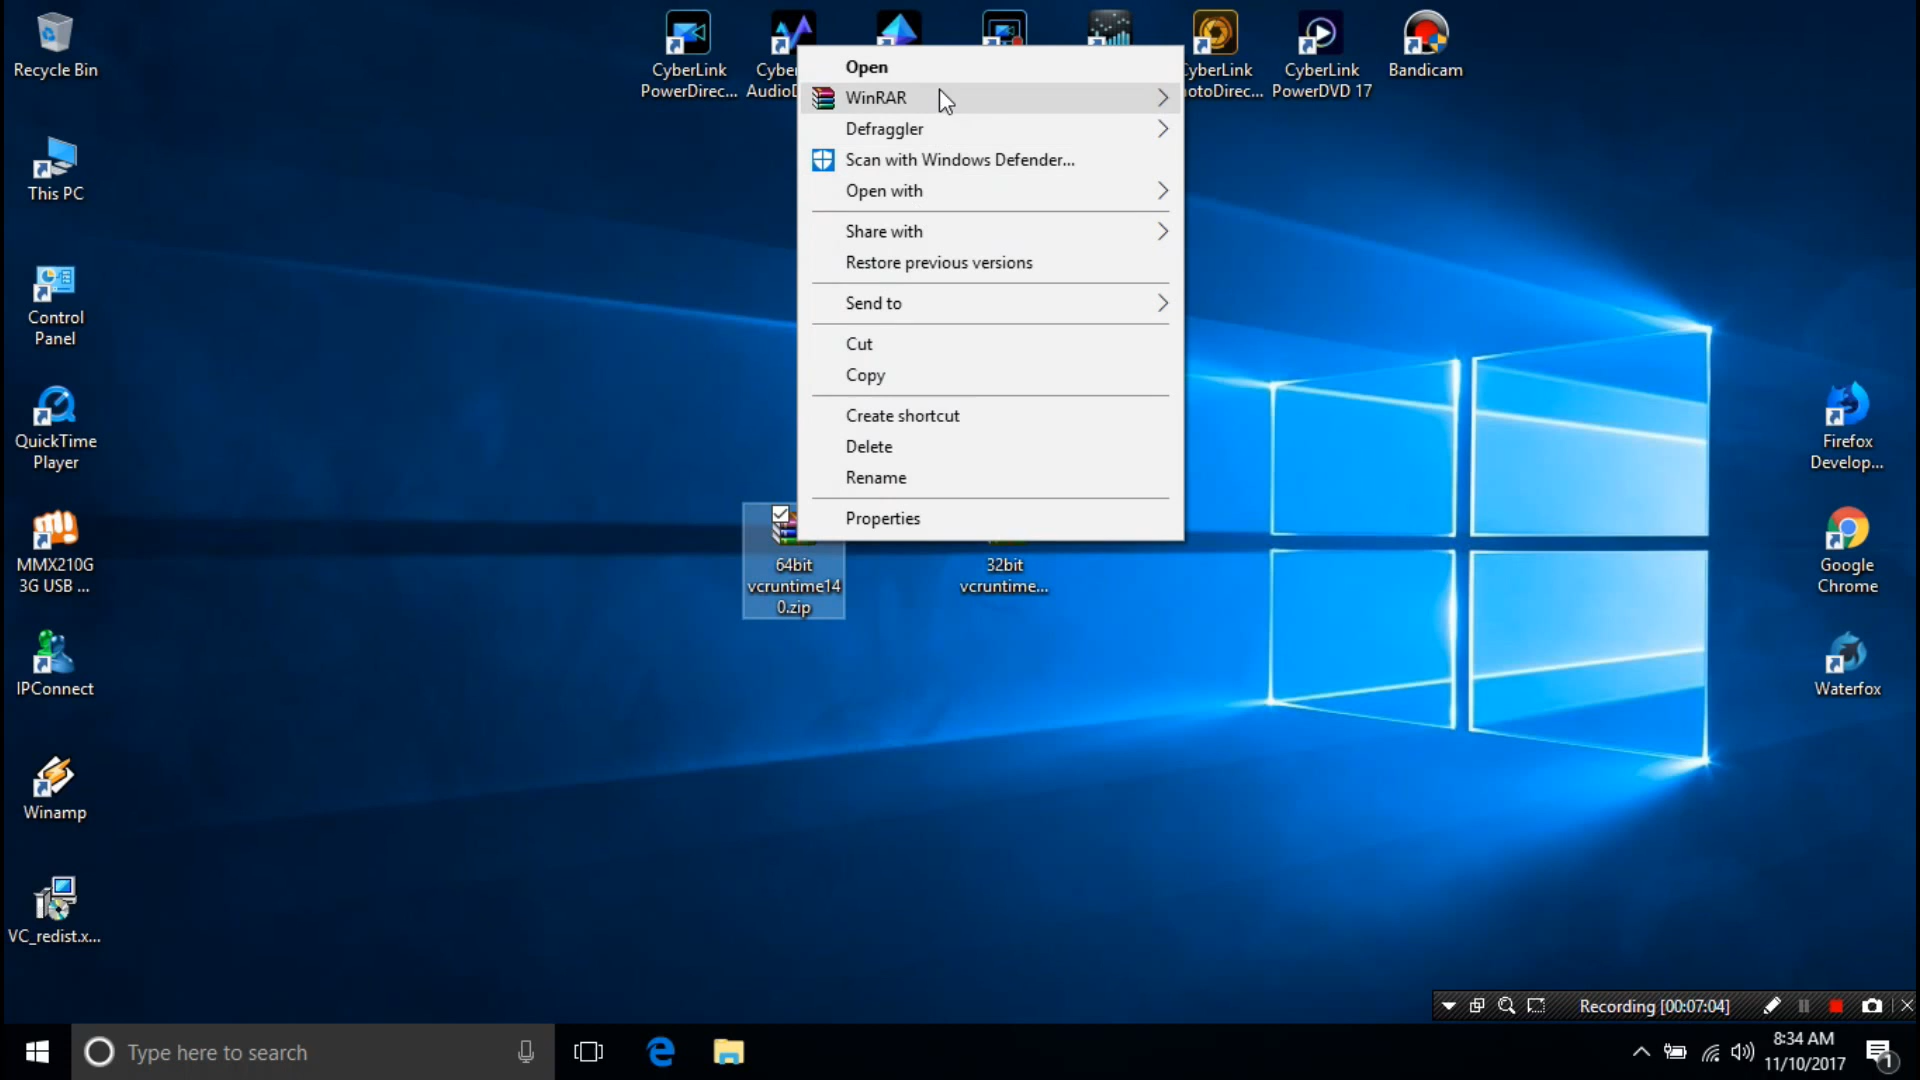 Recycle Bin
This PC
Control
Panel
QuickTime
Player
MMX210G
3G USB ...
IPConnect
Winamp
VC_redist.x...
CyberLink
PowerDirec...
Cyber
AudioD
CyberLink
otoDirec...
CyberLink
PowerDVD 17
Bandicam
Open
WinRAR
Defraggler
Scan with Windows Defender...
Open with
Share with
Restore previous versions
Send to
Cut
Copy
Create shortcut
Delete
Rename
Properties
64bit
vcruntime14
0.zip
32bit
vcruntime...
Firefox
Develop...
Google
Chrome
Waterfox
Recording [00:07:04]
Type here to search
8:34 AM
11/10/2017
1